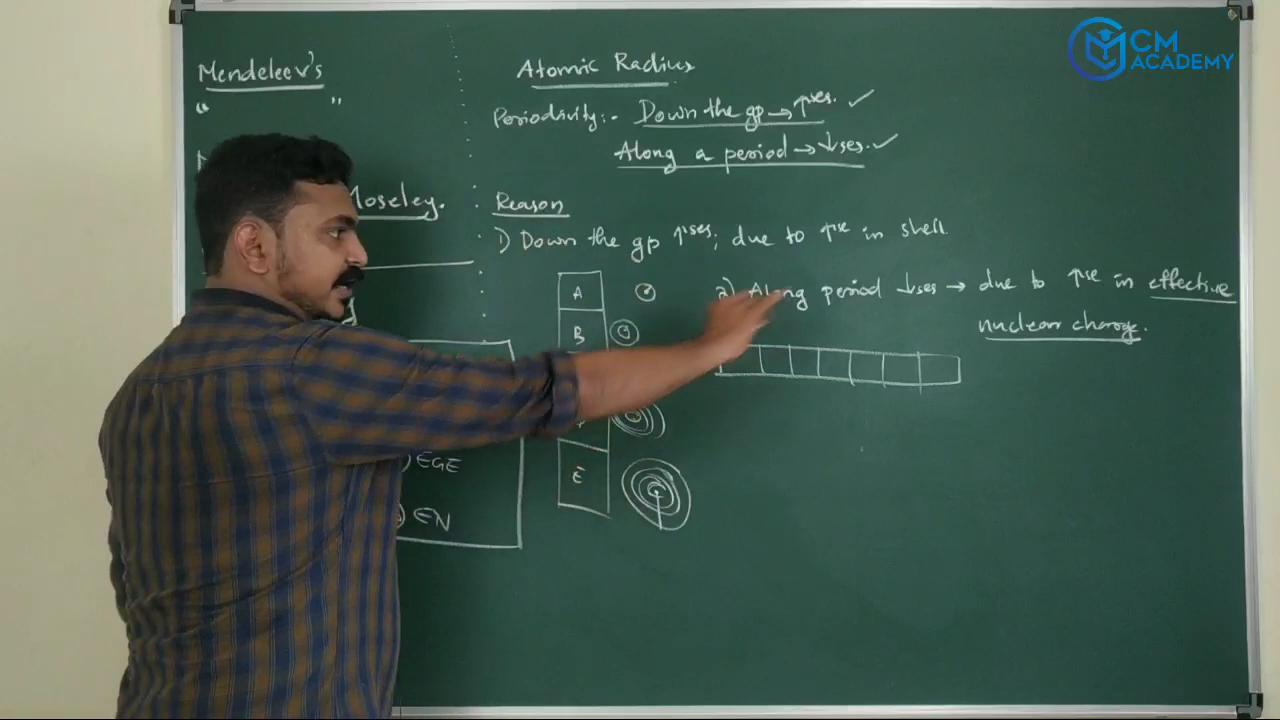 CM
ACADEMY
Mendeleev's
" "
Moseley.
EGE
EN
Atomic Radius
Periodicity:- Down the gp → ↑ses. ✓
Along a period → ↓ses. ✓
Reason
1) Down the gp ↑ses; due to ↑se in shell
2) Along period ↓ses → due to ↑se in effective
nuclear charge.
A
B
E